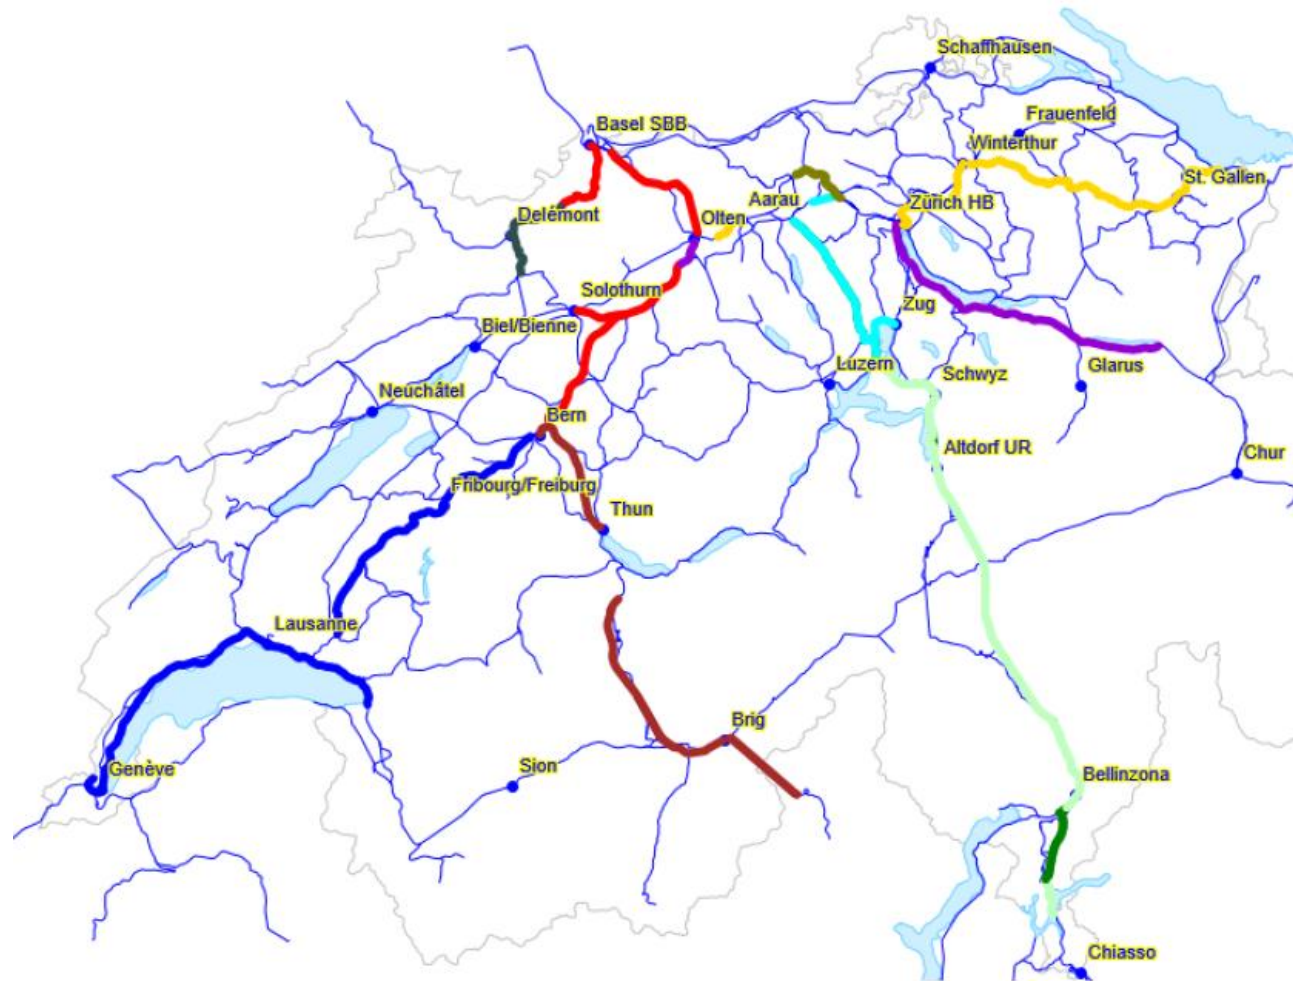 Schaffhausen
Frauenfeld
Basel SBB
Winterthur
St. Gallen
Aarau
Zürich HB
Delémont
Olten
Solothurn
Zug
Biel/Bienne
Luzern
Schwyz
Glarus
Neuchâtel
Bern
Altdorf UR
Chur
Fribourg/Freiburg
Thun
Lausanne
Brig
Genève
Sion
Bellinzona
Chiasso